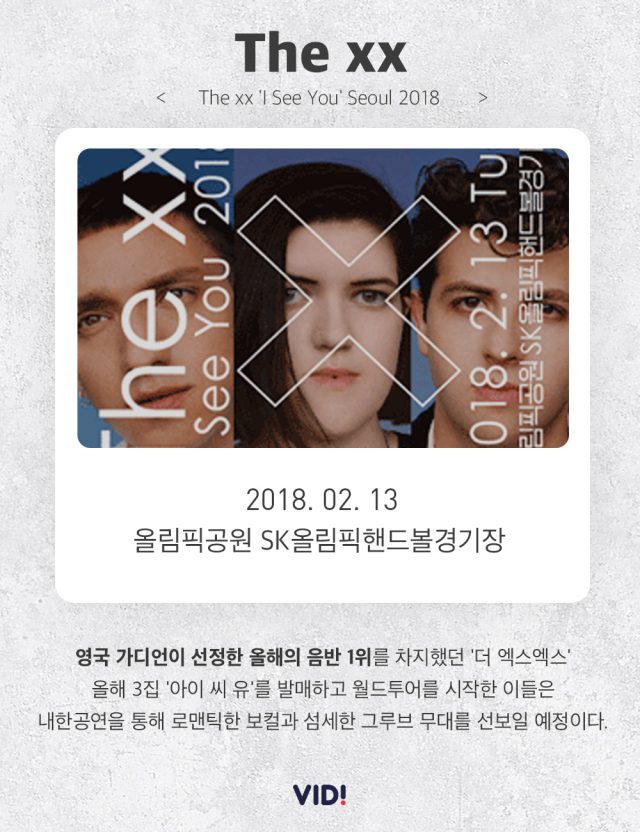 The xx
< The xx 'I See You' Seoul 2018 >
The xx
See You 2018
018. 2. 13 Tu
림픽공원 SK올림픽핸드볼경기
2018. 02. 13
올림픽공원 SK올림픽핸드볼경기장
영국 가디언이 선정한 올해의 음반 1위를 차지했던 '더 엑스엑스'
올해 3집 '아이 씨 유'를 발매하고 월드투어를 시작한 이들은
내한공연을 통해 로맨틱한 보컬과 섬세한 그루브 무대를 선보일 예정이다.
VID!